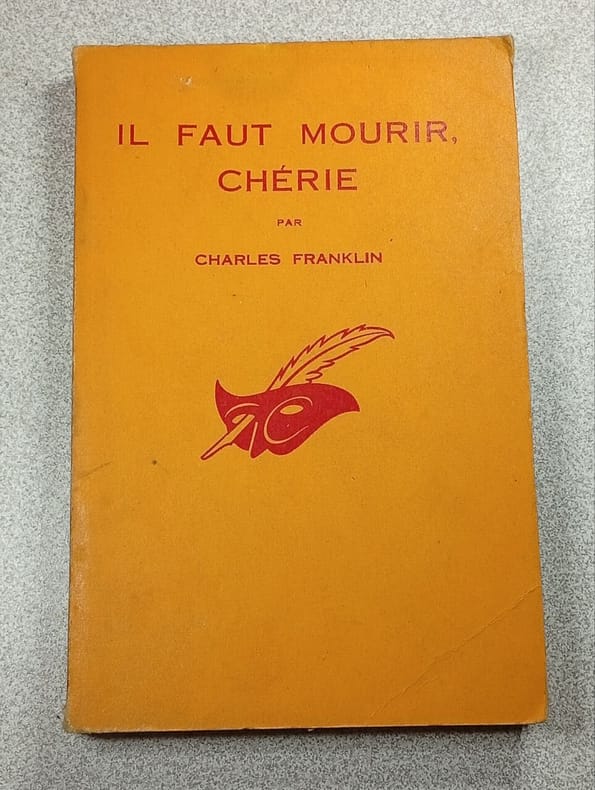 IL FAUT MOURIR,
CHÉRIE
PAR
CHARLES FRANKLIN